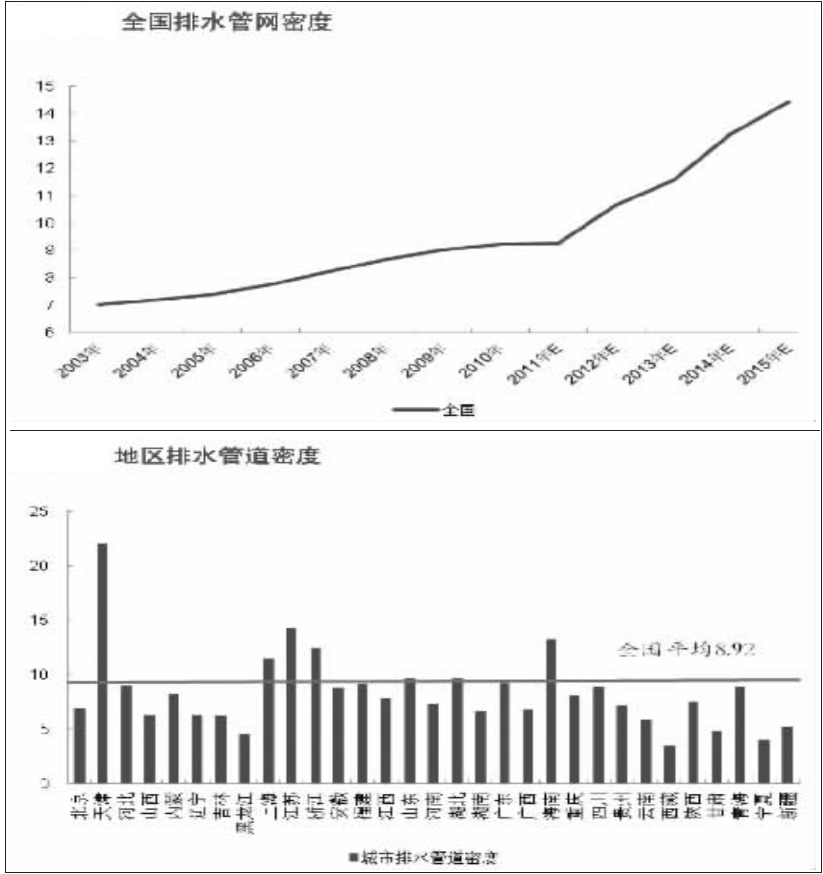 全国排水管网密度
15
14
13
12
11
10
9
8
7
6
2003年 2004年 2005年 2006年 2007年 2008年 2009年 2010年 2011年E 2012年E 2013年E 2014年E 2015年E
全国
地区排水管道密度
25
20
15
10
5
0
全国平均8.92
北京 天津 河北 山西 内蒙 辽宁 吉林 黑龙江 上海 江苏 浙江 安徽 福建 江西 山东 河南 湖北 湖南 广东 广西 海南 重庆 四川 贵州 云南 西藏 陕西 甘肃 青海 宁夏 新疆
城市排水管道密度